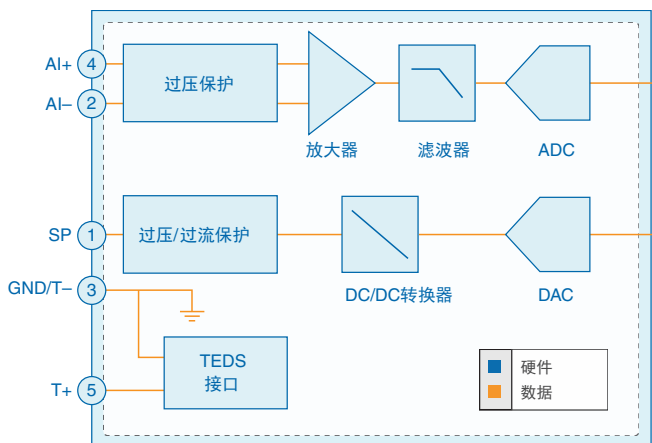 AI+
4
过压保护
AI–
2
放大器
滤波器
ADC
SP
1
过压/过流保护
DC/DC转换器
DAC
GND/T–
3
TEDS
接口
T+
5
硬件
数据